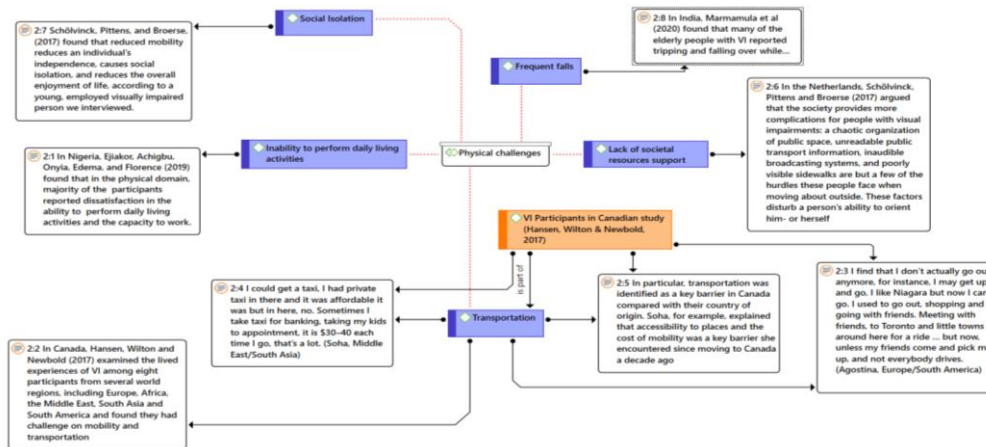 Social Isolation
2:7 Schölvinck, Pittens, and Broerse,
(2017) found that reduced mobility
reduces an individual's
independence, causes social
isolation, and reduces the overall
enjoyment of life, according to a
young, employed visually impaired
person we interviewed.
2:8 In India, Marmamula et al
(2020) found that many of the
elderly people with VI reported
tripping and falling over while...
Frequent falls
2:6 In the Netherlands, Schölvinck,
Pittens and Broerse (2017) argued
that the society provides more
complications for people with visual
impairments: a chaotic organization
of public space, unreadable public
transport information, inaudible
broadcasting systems, and poorly
visible sidewalks are but a few of the
hurdles these people face when
moving about outside. These factors
disturb a person's ability to orient
him- or herself
Inability to perform daily living
activities
Physical challenges
Lack of societal
resources support
2:1 In Nigeria, Ejiakor, Achigbu,
Onyia, Edema, and Florence (2019)
found that in the physical domain,
majority of the participants
reported dissatisfaction in the
ability to perform daily living
activities and the capacity to work.
VI Participants in Canadian study
(Hansen, Wilton & Newbold,
2017)
is part of
2:4 I could get a taxi, I had private
taxi in there and it was affordable it
was but in here, no. Sometimes I
take taxi for banking, taking my kids
to appointment, it is $30–40 each
time I go, that's a lot. (Soha, Middle
East/South Asia)
Transportation
2:5 In particular, transportation was
identified as a key barrier in Canada
compared with their country of
origin. Soha, for example, explained
that accessibility to places and the
cost of mobility was a key barrier she
encountered since moving to Canada
a decade ago
2:3 I find that I don't actually go ou
anymore, for instance, I may get up
and go, I like Niagara but now I can
go. I used to go out, shopping and
going with friends. Meeting with
friends, to Toronto and little towns
around here for a ride ... but now,
unless my friends come and pick m
up, and not everybody drives.
(Agostina, Europe/South America)
2:2 In Canada, Hansen, Wilton and
Newbold (2017) examined the lived
experiences of VI among eight
participants from several world
regions, including Europe, Africa,
the Middle East, South Asia and
South America and found they had
challenge on mobility and
transportation